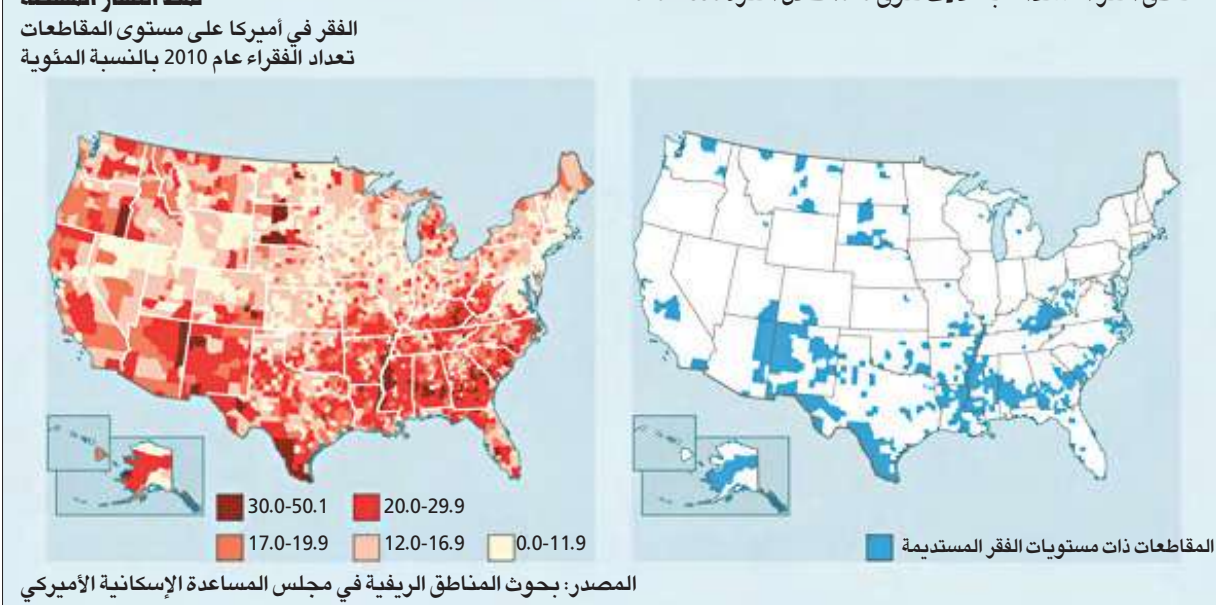 الفقر في أميركا على مستوى المقاطعات
تعداد الفقراء عام 2010 بالنسبة المئوية
30.0-50.1
20.0-29.9
17.0-19.9
12.0-16.9
0.0-11.9
المقاطعات ذات مستويات الفقر المستديمة
المصدر: بحوث المناطق الريفية في مجلس المساعدة الإسكانية الأميركي